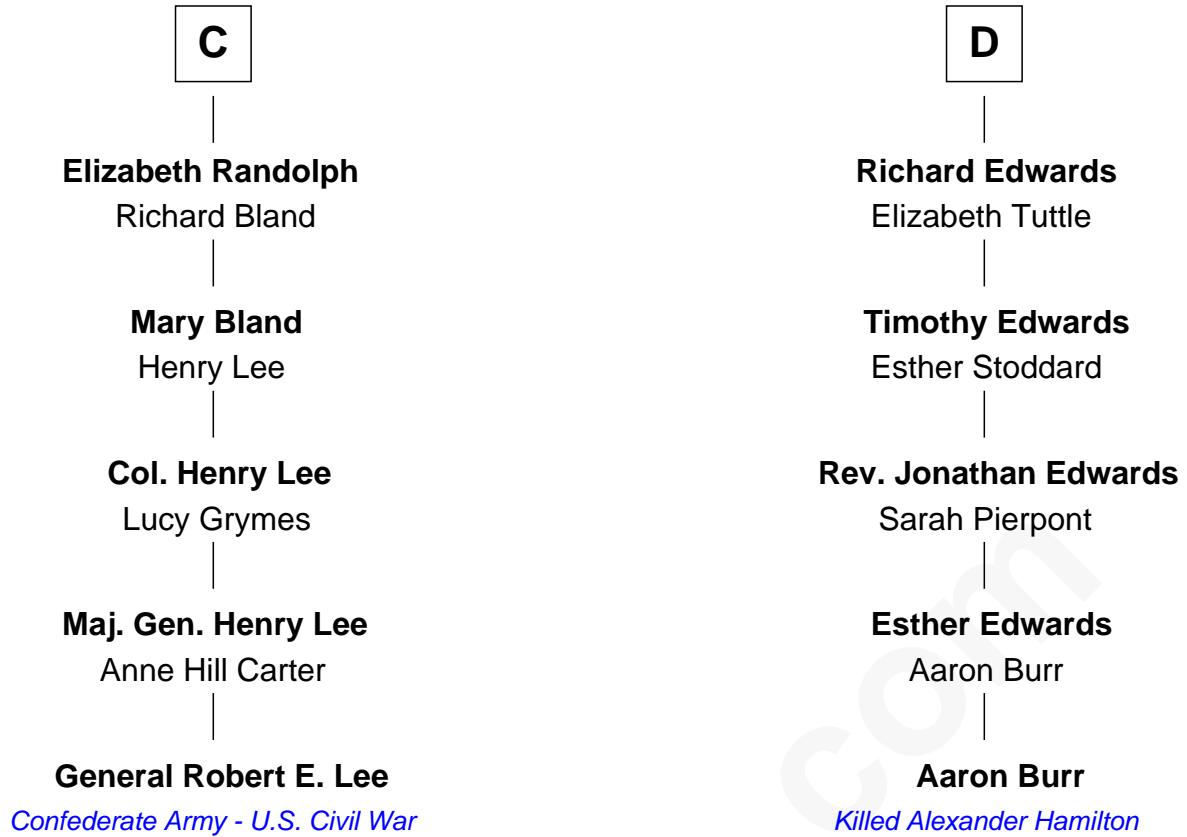 C
Elizabeth Randolph
Richard Bland
Mary Bland
Henry Lee
Col. Henry Lee
Lucy Grymes
Maj. Gen. Henry Lee
Anne Hill Carter
General Robert E. Lee
Confederate Army - U.S. Civil War
D
Richard Edwards
Elizabeth Tuttle
Timothy Edwards
Esther Stoddard
Rev. Jonathan Edwards
Sarah Pierpont
Esther Edwards
Aaron Burr
Aaron Burr
Killed Alexander Hamilton
com